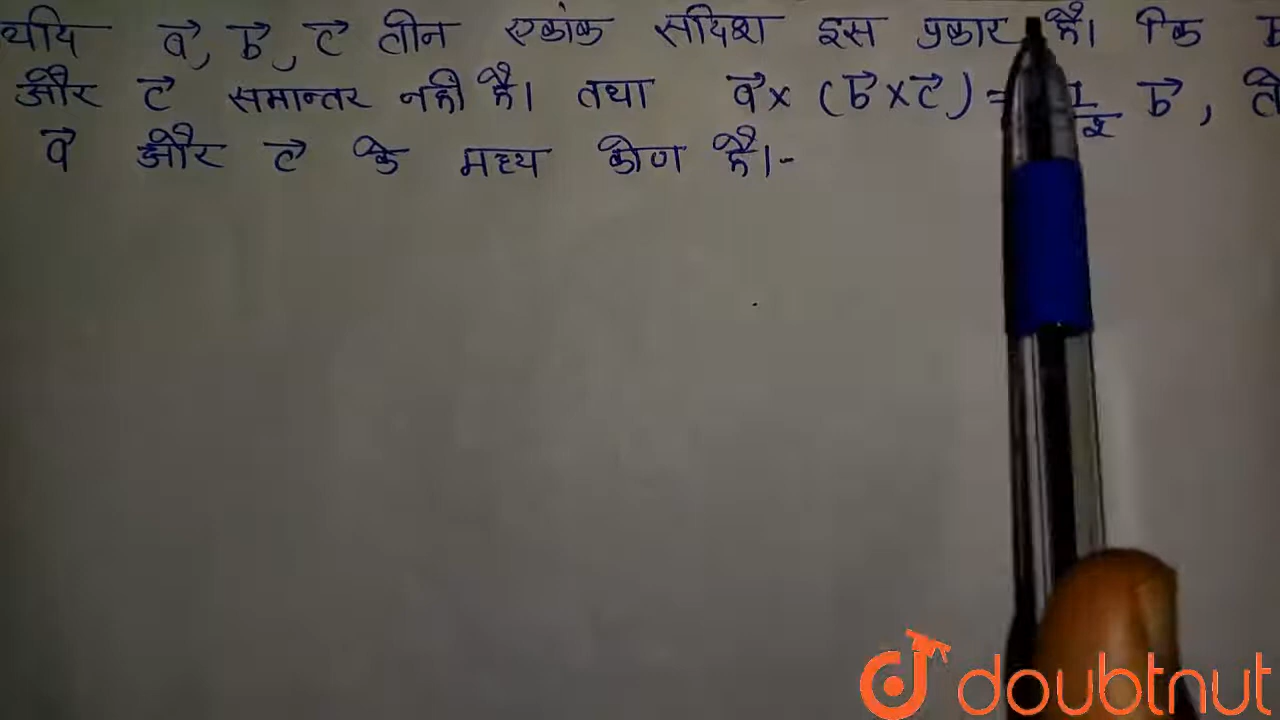 यदि a⃗, b⃗, c⃗ तीन एकांक सदिश इस प्रकार है। कि
और c⃗ समान्तर नही है। तथा a⃗ × (b⃗ × c⃗) = 1/2 b⃗,
a⃗ और c⃗ के मध्य कोण है।-
doubtnut